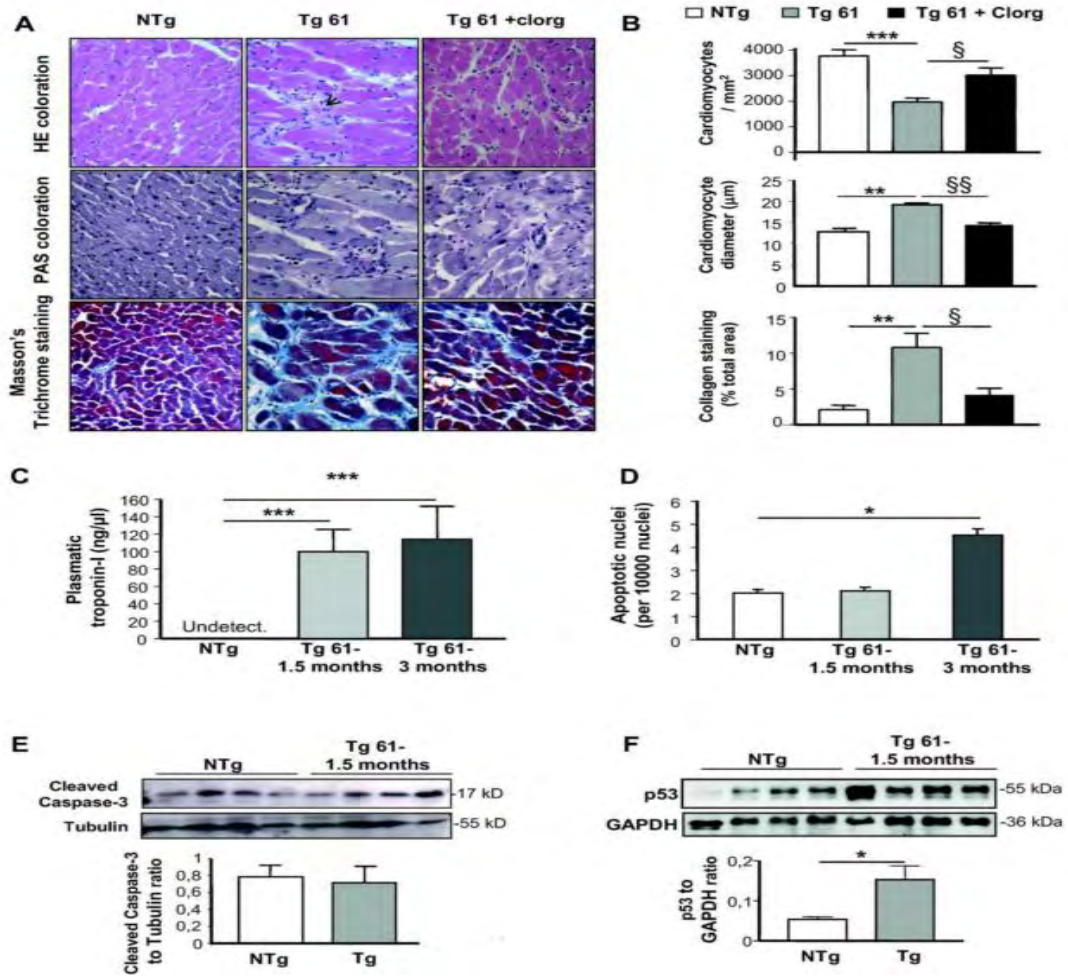 A
NTg
Tg 61
Tg 61 +clorg
HE coloration
PAS coloration
Masson's
Trichrome staining
B
NTg
Tg 61
Tg 61 + Clorg
Cardiomyocytes
/ mm²
4000
3000
2000
1000
0
***
§
Cardiomyocyte
diameter (µm)
25
20
15
10
5
0
**
§§
Collagen staining
(% total area)
15
10
5
0
**
§
C
Plasmatic
troponin-I (ng/µl)
160
140
120
100
80
60
40
20
0
***
***
Undetect.
NTg
Tg 61-
1.5 months
Tg 61-
3 months
D
Apoptotic nuclei
(per 10000 nuclei)
6
5
4
3
2
1
0
*
NTg
Tg 61-
1.5 months
Tg 61-
3 months
E
NTg
Tg 61-
1.5 months
Cleaved
Caspase-3
-17 kD
Tubulin
-55 kD
Cleaved Caspase-3
to Tubulin ratio
1
0,8
0,6
0,4
0,2
0
NTg
Tg
F
NTg
Tg 61-
1.5 months
p53
-55 kDa
GAPDH
-36 kDa
p53 to
GAPDH ratio
0,2
0,1
0
*
NTg
Tg